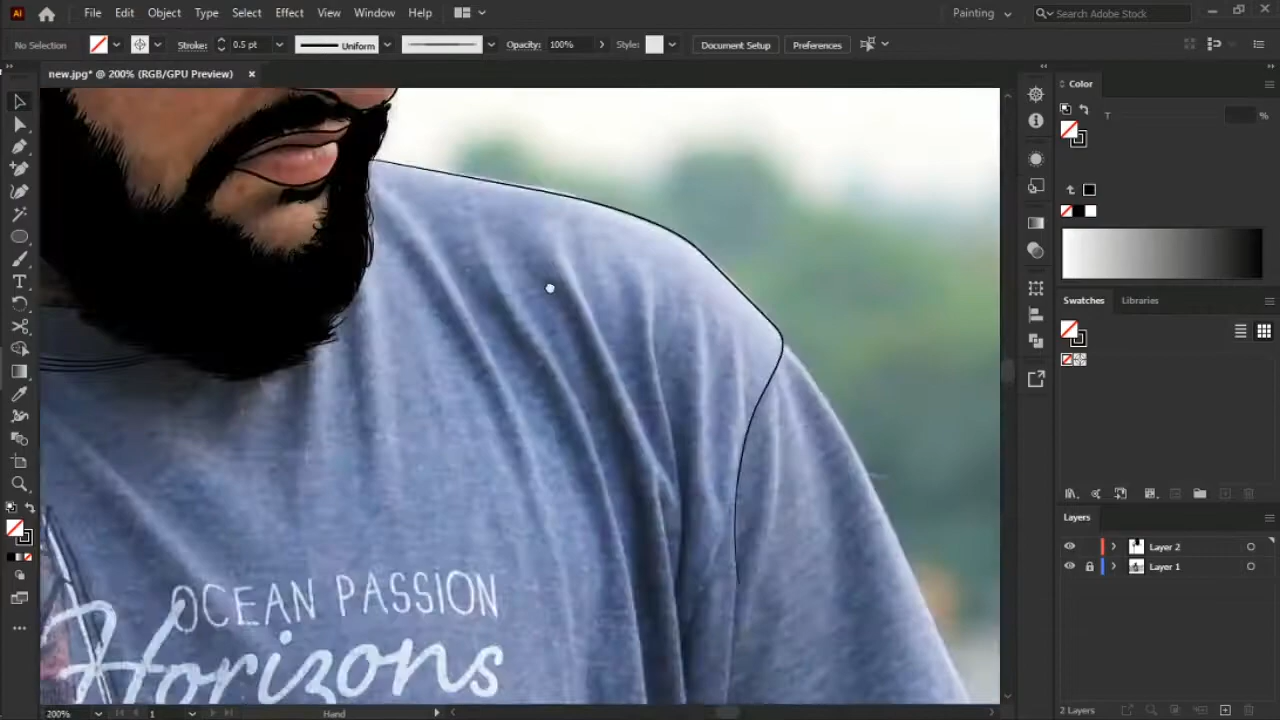 Ai File Edit Object Type Select Effect View Window Help Painting Search Adobe Stock
No Selection Stroke: 0.5 pt Uniform Opacity: 100% Style: Document Setup Preferences
new.jpg* @ 200% (RGB/GPU Preview) ×
Color
T %
Swatches Libraries
Layers
Layer 2
Layer 1
OCEAN PASSION
Horizons
200% 1 Hand 2 Layers